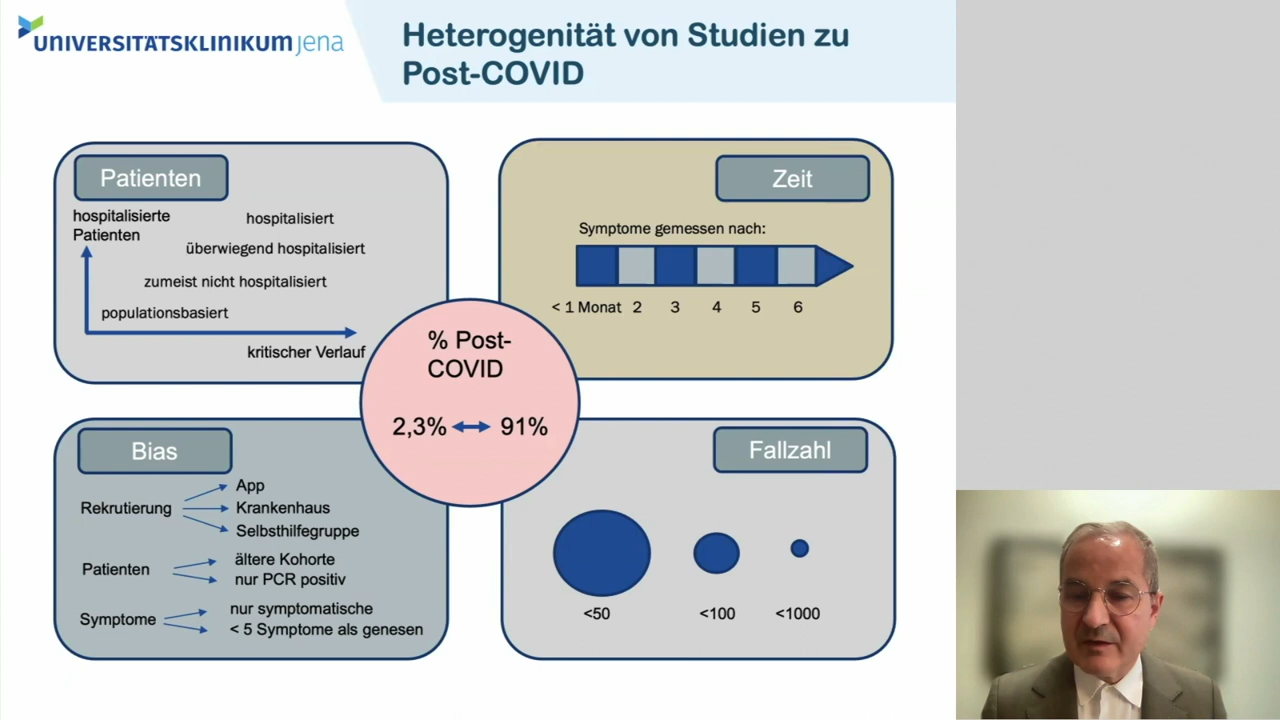 UNIVERSITÄTSKLINIKUM jena
Heterogenität von Studien zu
Post-COVID
Patienten
hospitalisierte
Patienten
hospitalisiert
überwiegend hospitalisiert
zumeist nicht hospitalisiert
populationsbasiert
kritischer Verlauf
Zeit
Symptome gemessen nach:
< 1 Monat 2 3 4 5 6
% Post-
COVID
2,3% 91%
Bias
Rekrutierung
App
Krankenhaus
Selbsthilfegruppe
Patienten
ältere Kohorte
nur PCR positiv
Symptome
nur symptomatische
< 5 Symptome als genesen
Fallzahl
<50 <100 <1000